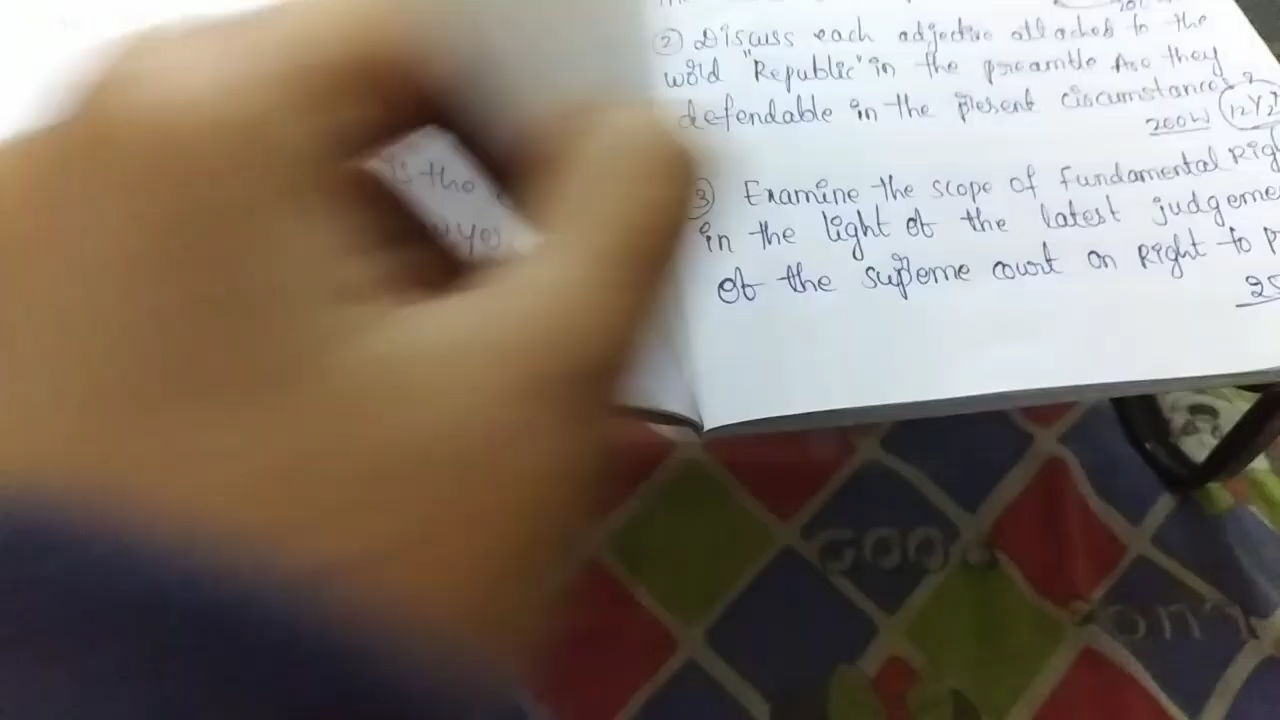 ② Discuss each adjective attached to the
word "Republic" in the preamble Are they
defendable in the present circumstances?
200W
③ Examine the scope of Fundamental
in the light of the latest
of the supreme court on Right to
is the